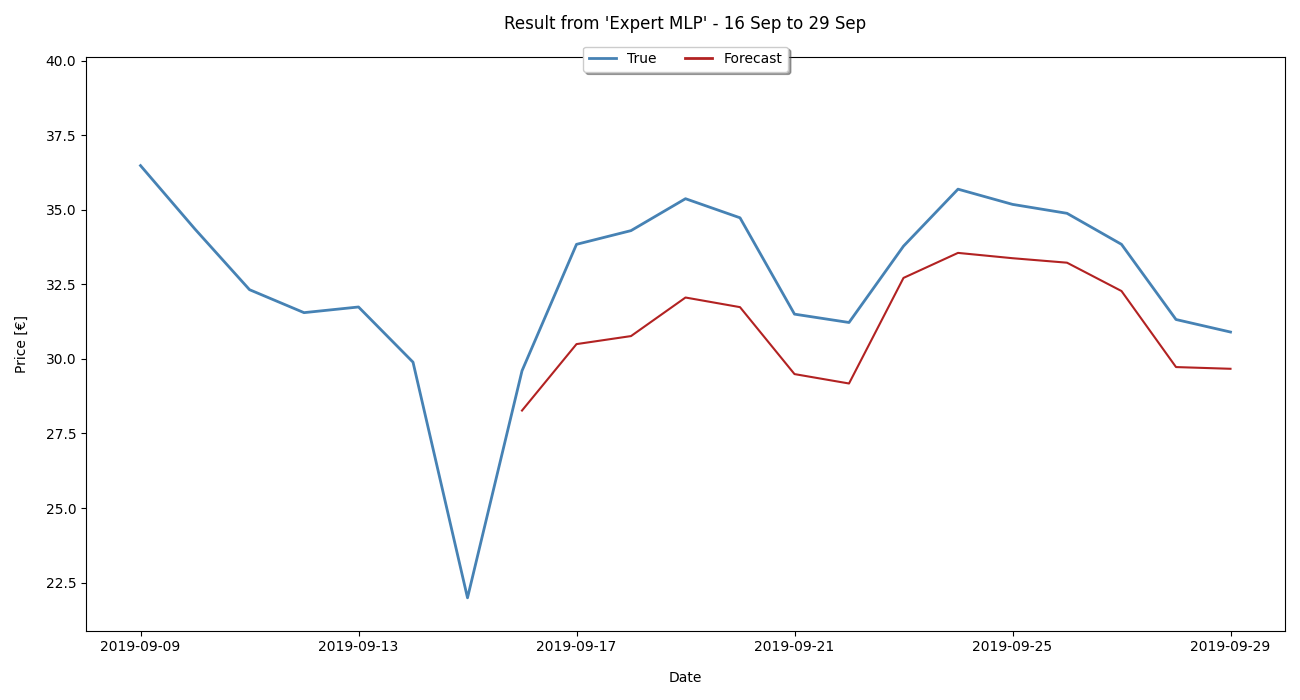 Result from 'Expert MLP' - 16 Sep to 29 Sep
True Forecast
40.0
37.5
35.0
32.5
30.0
27.5
25.0
22.5
Price [€]
2019-09-09 2019-09-13 2019-09-17 2019-09-21 2019-09-25 2019-09-29
Date